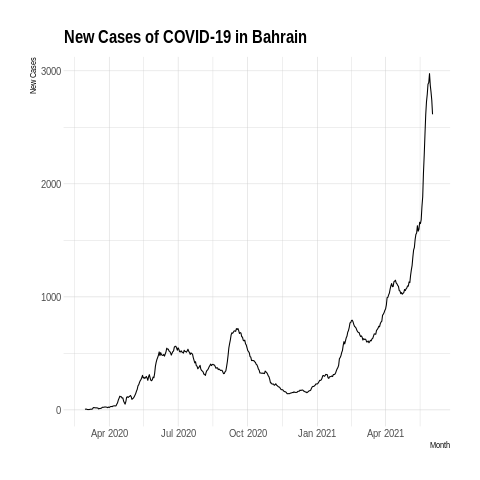 New Cases of COVID-19 in Bahrain
New Cases
3000
2000
1000
0
Apr 2020 Jul 2020 Oct 2020 Jan 2021 Apr 2021
Month